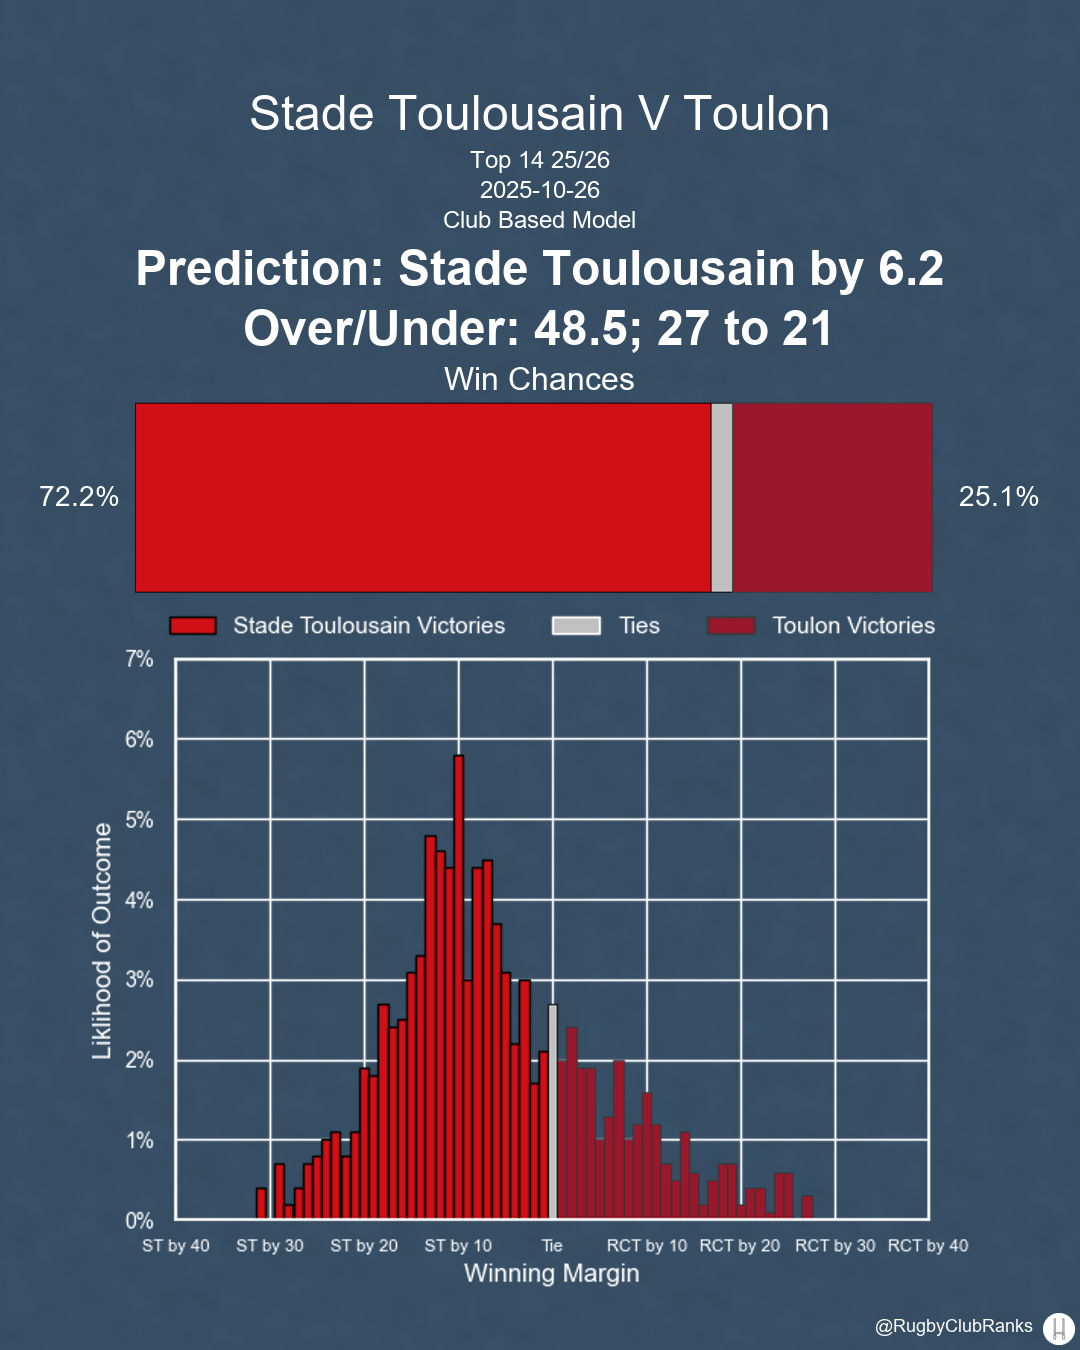 Stade Toulousain V Toulon
Top 14 25/26
2025-10-26
Club Based Model
Prediction: Stade Toulousain by 6.2
Over/Under: 48.5; 27 to 21
Win Chances
72.2%
25.1%
Stade Toulousain Victories
Ties
Toulon Victories
7%
6%
5%
4%
3%
2%
1%
0%
Liklihood of Outcome
ST by 40
ST by 30
ST by 20
ST by 10
Tie
RCT by 10
RCT by 20
RCT by 30
RCT by 40
Winning Margin
@RugbyClubRanks